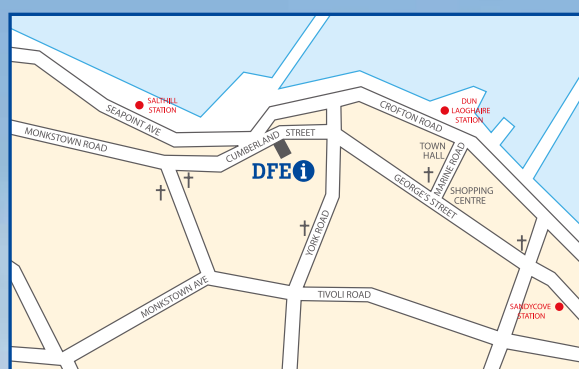 SALTHILL
STATION
SEAPOINT AVE
DUN
LAOGHAIRE
STATION
CROFTON ROAD
MONKSTOWN ROAD
CUMBERLAND STREET
TOWN
HALL
MARINE ROAD
DFE i
GEORGE'S STREET
SHOPPING
CENTRE
YORK ROAD
MONKSTOWN AVE
TIVOLI ROAD
SANDYCOVE
STATION